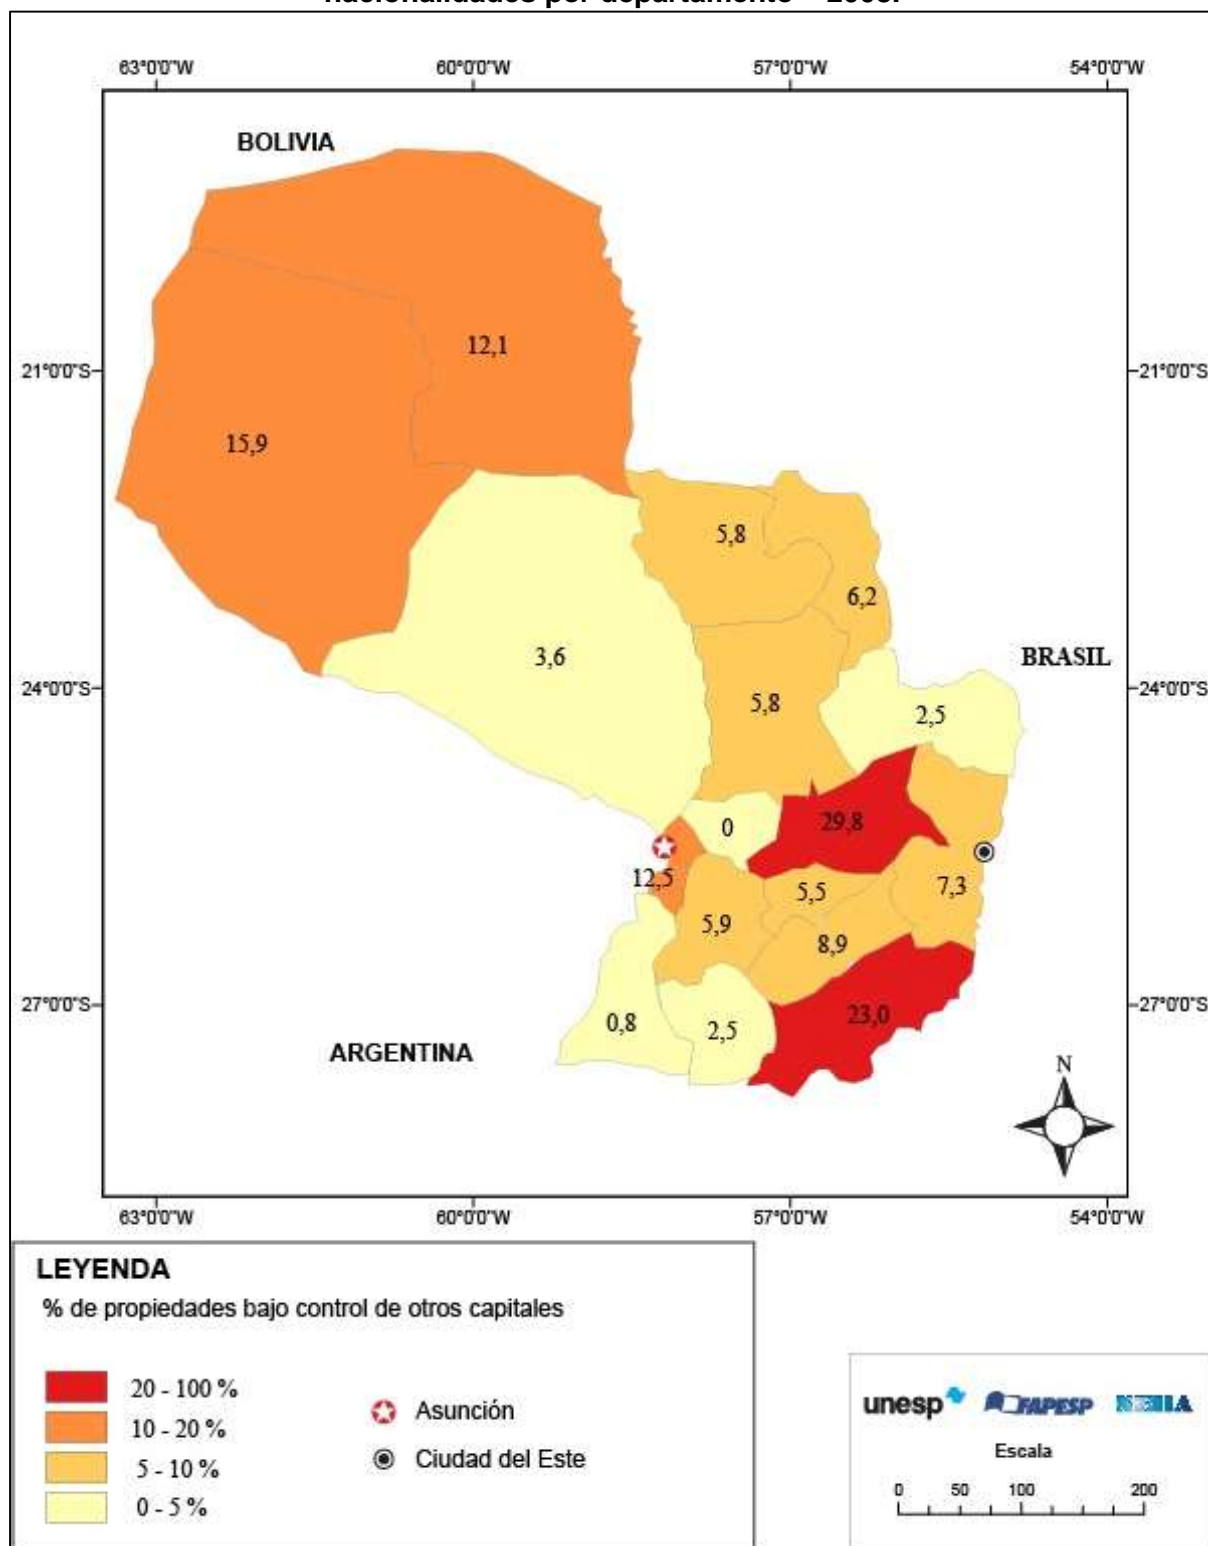 nacionalidades por departamento – 2008.
63°0'0"W 60°0'0"W 57°0'0"W 54°0'0"W
BOLIVIA
12,1
21°0'0"S 21°0'0"S
15,9
5,8
6,2
3,6
BRASIL
24°0'0"S 24°0'0"S
5,8
2,5
0
29,8
12,5
7,3
5,5
5,9
8,9
27°0'0"S 27°0'0"S
0,8
2,5
23,0
ARGENTINA
N
63°0'0"W 60°0'0"W 57°0'0"W 54°0'0"W
LEYENDA
% de propiedades bajo control de otros capitales
20 - 100 %
10 - 20 %
5 - 10 %
0 - 5 %
Asunción
Ciudad del Este
unesp FAPESP
Escala
0 50 100 200